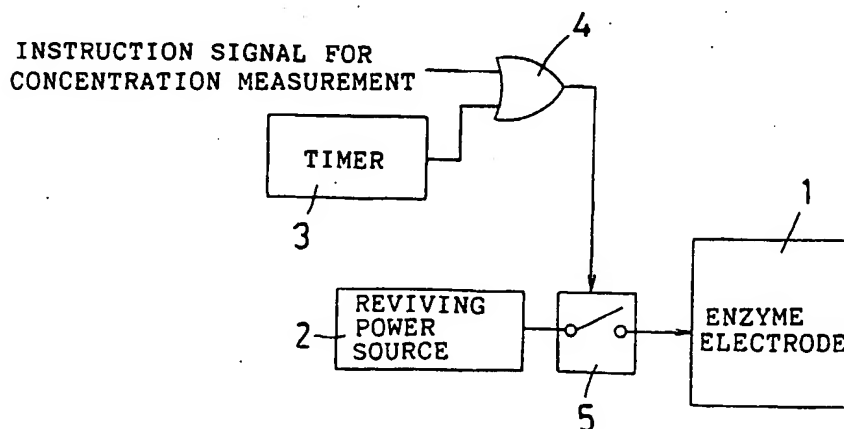 INSTRUCTION SIGNAL FOR
CONCENTRATION MEASUREMENT
4
TIMER
3
1
REVIVING
POWER
SOURCE
2
5
ENZYME
ELECTRODE